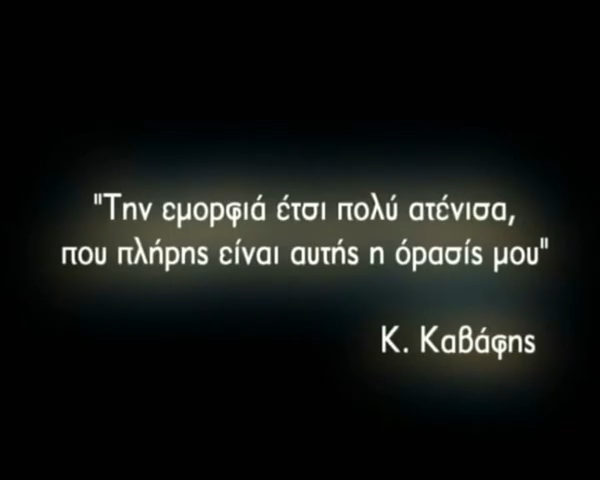 "Την εμορφιά έτσι πολύ ατένισα,
που πλήρης είναι αυτής η όρασίς μου"
Κ. Καβάφης